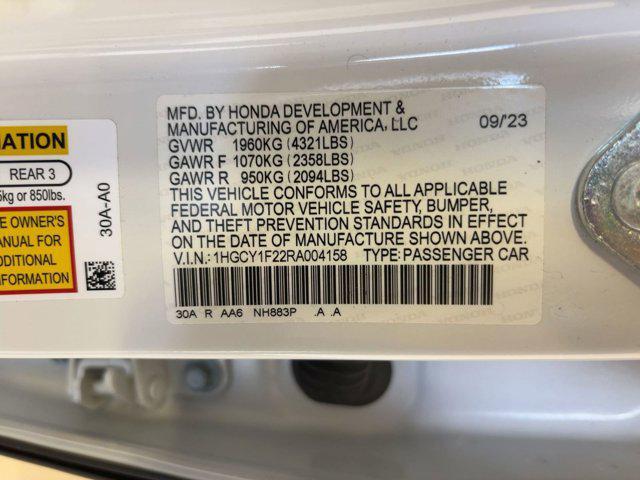 MATION
REAR 3
5kg or 850lbs.
E OWNER'S
ANUAL FOR
DDITIONAL
INFORMATION
30A-A0
MFD. BY HONDA DEVELOPMENT &
MANUFACTURING OF AMERICA, LLC 09/'23
GVWR 1960KG (4321LBS)
GAWR F 1070KG (2358LBS)
GAWR R 950KG (2094LBS)
THIS VEHICLE CONFORMS TO ALL APPLICABLE
FEDERAL MOTOR VEHICLE SAFETY, BUMPER,
AND THEFT PREVENTION STANDARDS IN EFFECT
ON THE DATE OF MANUFACTURE SHOWN ABOVE.
V.I.N.: 1HGCY1F22RA004158 TYPE: PASSENGER CAR
30A R AA6 NH883P .A .A